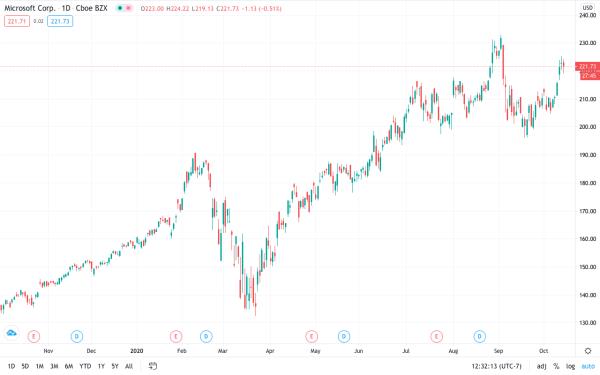 Microsoft Corp. 1D Cboe BZX O223.00 H224.22 L219.13 C221.73 -1.13 (-0.51%)
221.71 0.02 221.73
USD
240.00
230.00
221.73
27:45
210.00
200.00
190.00
180.00
170.00
160.00
150.00
140.00
130.00
E D E D E D E D
Nov Dec 2020 Feb Mar Apr May Jun Jul Aug Sep Oct
1D 5D 1M 3M 6M YTD 1Y 5Y All 12:32:13 (UTC-7) adj % log auto